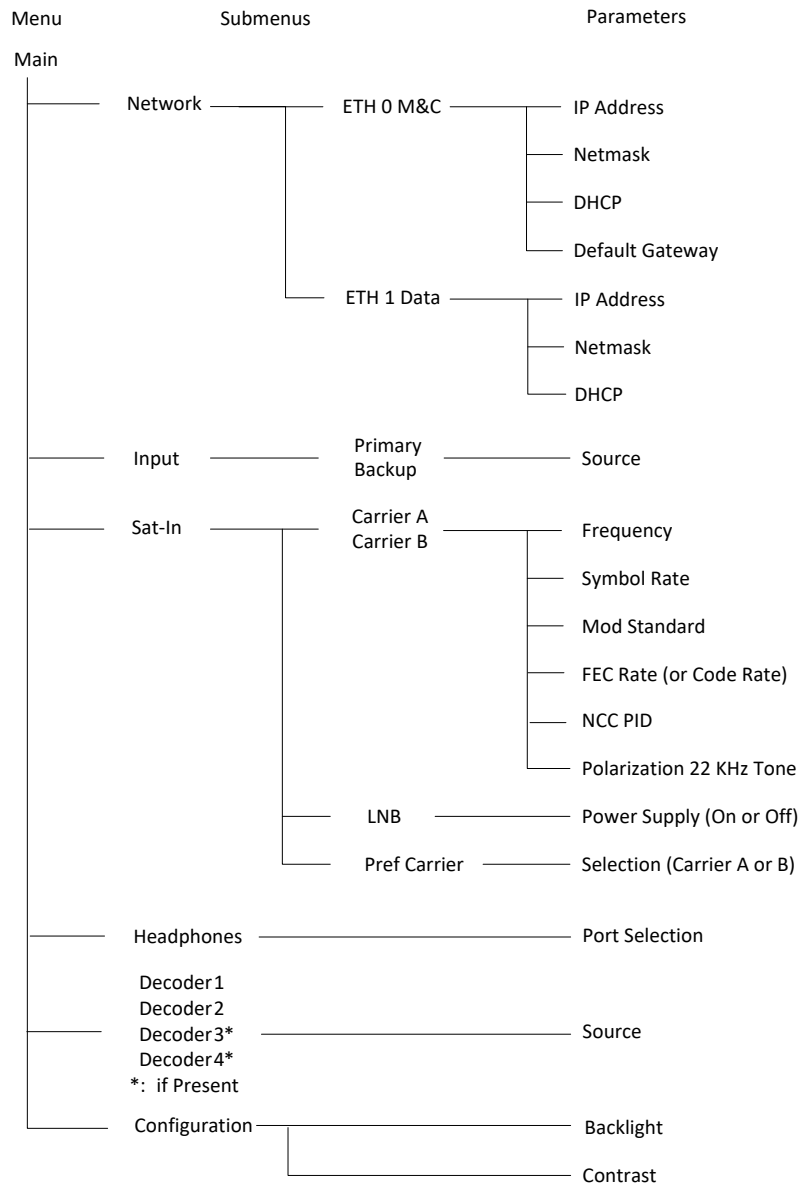 Menu
Submenus
Parameters
Main
Network
ETH 0 M&C
IP Address
Netmask
DHCP
Default Gateway
ETH 1 Data
IP Address
Netmask
DHCP
Input
Primary
Backup
Source
Sat-In
Carrier A
Carrier B
Frequency
Symbol Rate
Mod Standard
FEC Rate (or Code Rate)
NCC PID
Polarization 22 KHz Tone
LNB
Power Supply (On or Off)
Pref Carrier
Selection (Carrier A or B)
Headphones
Port Selection
Decoder1
Decoder2
Decoder3*
Decoder4*
*: if Present
Source
Configuration
Backlight
Contrast